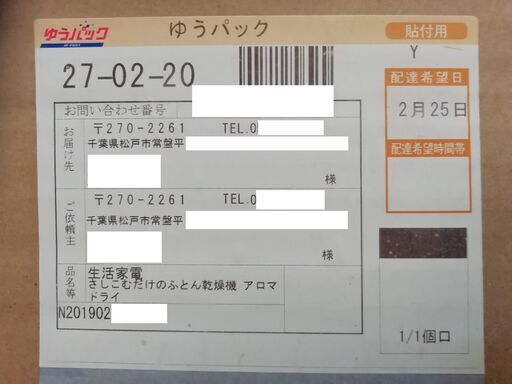 ゆうパック
ゆうパック
貼付用
Y
27-02-20
配達希望日
2月25日
配達希望時間帯
お問い合わせ番号
お届け先
〒270-2261 TEL.0
千葉県松戸市常盤平
様
ご依頼主
〒270-2261 TEL.0
千葉県松戸市常盤平
様
品名等
生活家電
さしこむだけのふとん乾燥機 アロマ
ドライ
N201902
1/1個口